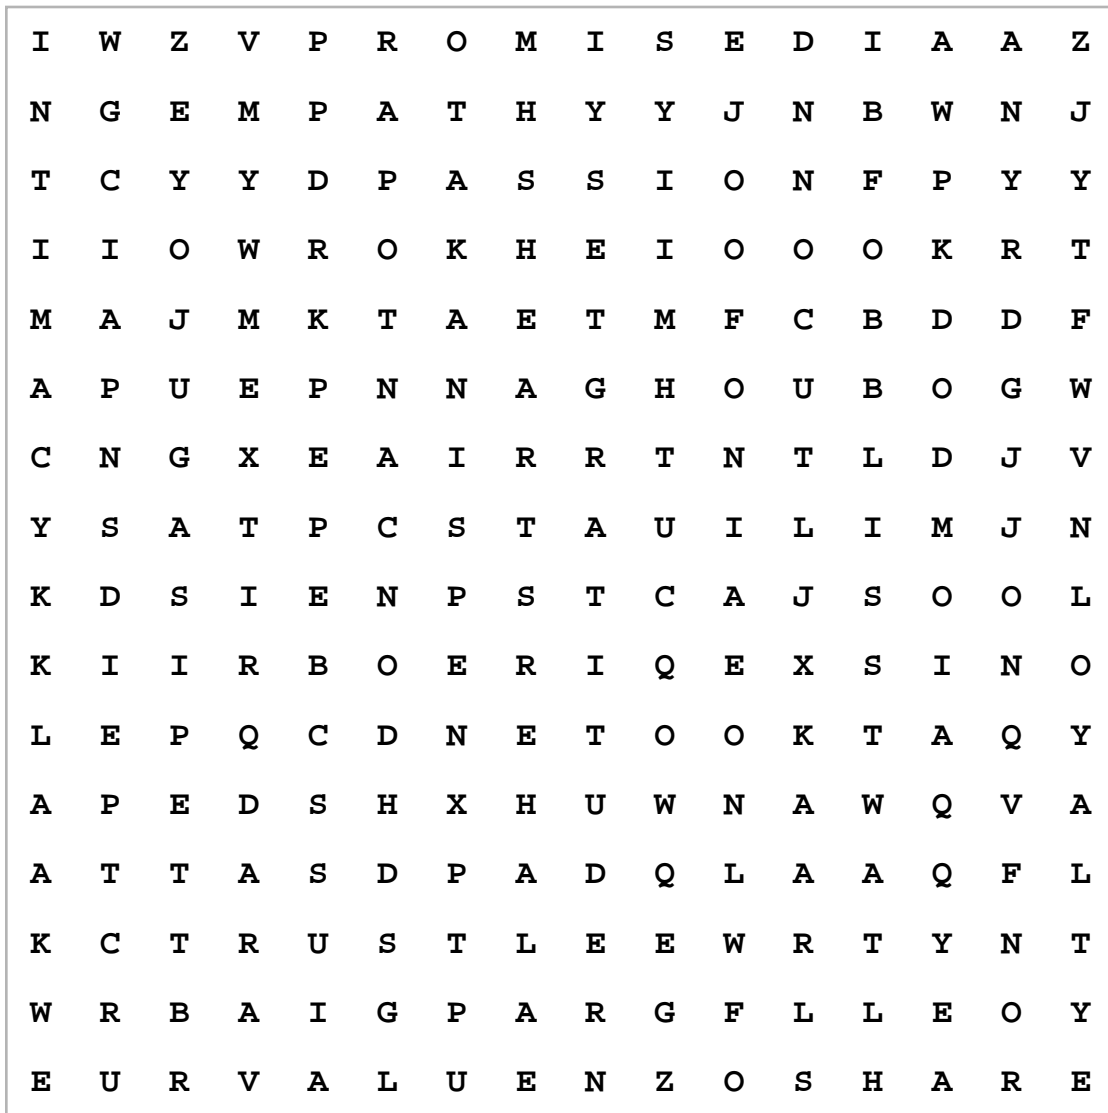 I W Z V P R O M I S E D I A A Z
N G E M P A T H Y Y J N B W N J
T C Y Y D P A S S I O N F P Y Y
I I O W R O K H E I O O O K R T
M A J M K T A E T M F C B D D F
A P U E P N N A G H O U B O G W
C N G X E A I R R T N T L D J V
Y S A T P C S T A U I L I M J N
K D S I E N P S T C A J S O O L
K I I R B O E R I Q E X S I N O
L E P Q C D N E T O O K T A Q Y
A P E D S H X H U W N A W Q V A
A T T A S D P A D Q L A A Q F L
K C T R U S T L E E W R T Y N T
W R B A I G P A R G F L L E O Y
E U R V A L U E N Z O S H A R E